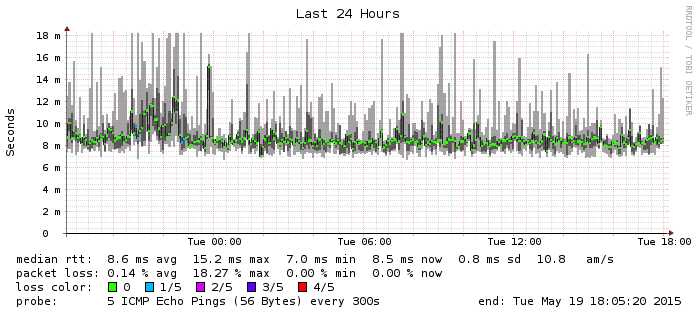 Last 24 Hours
RRDTOOL / TOBI OETIKER
Seconds
18 m
16 m
14 m
12 m
10 m
8 m
6 m
4 m
2 m
0
Tue 00:00 Tue 06:00 Tue 12:00 Tue 18:00
median rtt: 8.6 ms avg 15.2 ms max 7.0 ms min 8.5 ms now 0.8 ms sd 10.8 am/s
packet loss: 0.14 % avg 18.27 % max 0.00 % min 0.00 % now
loss color: 0 1/5 2/5 3/5 4/5
probe: 5 ICMP Echo Pings (56 Bytes) every 300s end: Tue May 19 18:05:20 2015